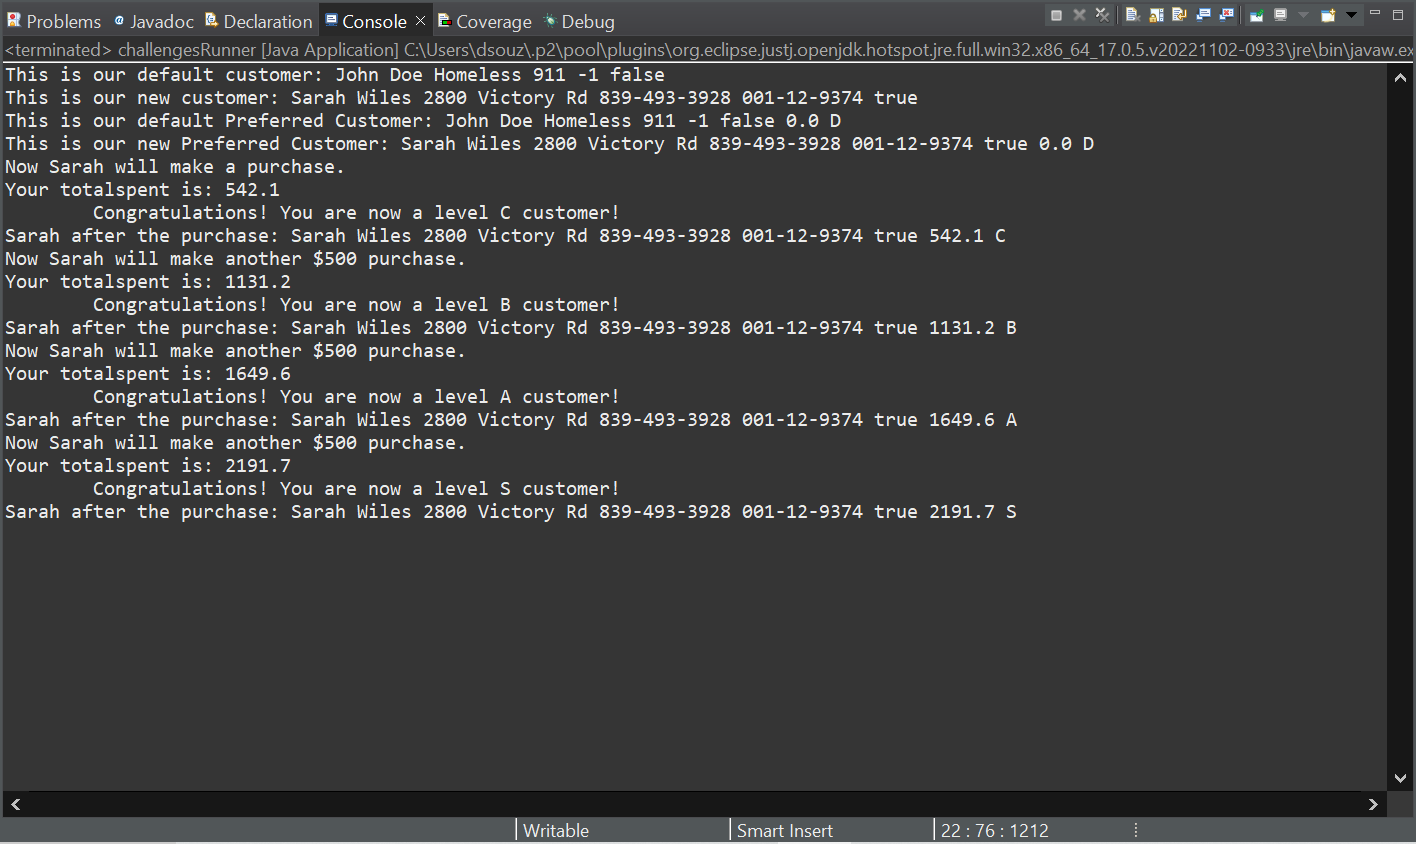 Problems Javadoc Declaration Console Coverage Debug
<terminated> challengesRunner [Java Application] C:\Users\dsouz\.p2\pool\plugins\org.eclipse.justj.openjdk.hotspot.jre.full.win32.x86_64_17.0.5.v20221102-0933\jre\bin\javaw.ex
This is our default customer: John Doe Homeless 911 -1 false
This is our new customer: Sarah Wiles 2800 Victory Rd 839-493-3928 001-12-9374 true
This is our default Preferred Customer: John Doe Homeless 911 -1 false 0.0 D
This is our new Preferred Customer: Sarah Wiles 2800 Victory Rd 839-493-3928 001-12-9374 true 0.0 D
Now Sarah will make a purchase.
Your totalspent is: 542.1
Congratulations! You are now a level C customer!
Sarah after the purchase: Sarah Wiles 2800 Victory Rd 839-493-3928 001-12-9374 true 542.1 C
Now Sarah will make another $500 purchase.
Your totalspent is: 1131.2
Congratulations! You are now a level B customer!
Sarah after the purchase: Sarah Wiles 2800 Victory Rd 839-493-3928 001-12-9374 true 1131.2 B
Now Sarah will make another $500 purchase.
Your totalspent is: 1649.6
Congratulations! You are now a level A customer!
Sarah after the purchase: Sarah Wiles 2800 Victory Rd 839-493-3928 001-12-9374 true 1649.6 A
Now Sarah will make another $500 purchase.
Your totalspent is: 2191.7
Congratulations! You are now a level S customer!
Sarah after the purchase: Sarah Wiles 2800 Victory Rd 839-493-3928 001-12-9374 true 2191.7 S
Writable Smart Insert 22 : 76 : 1212